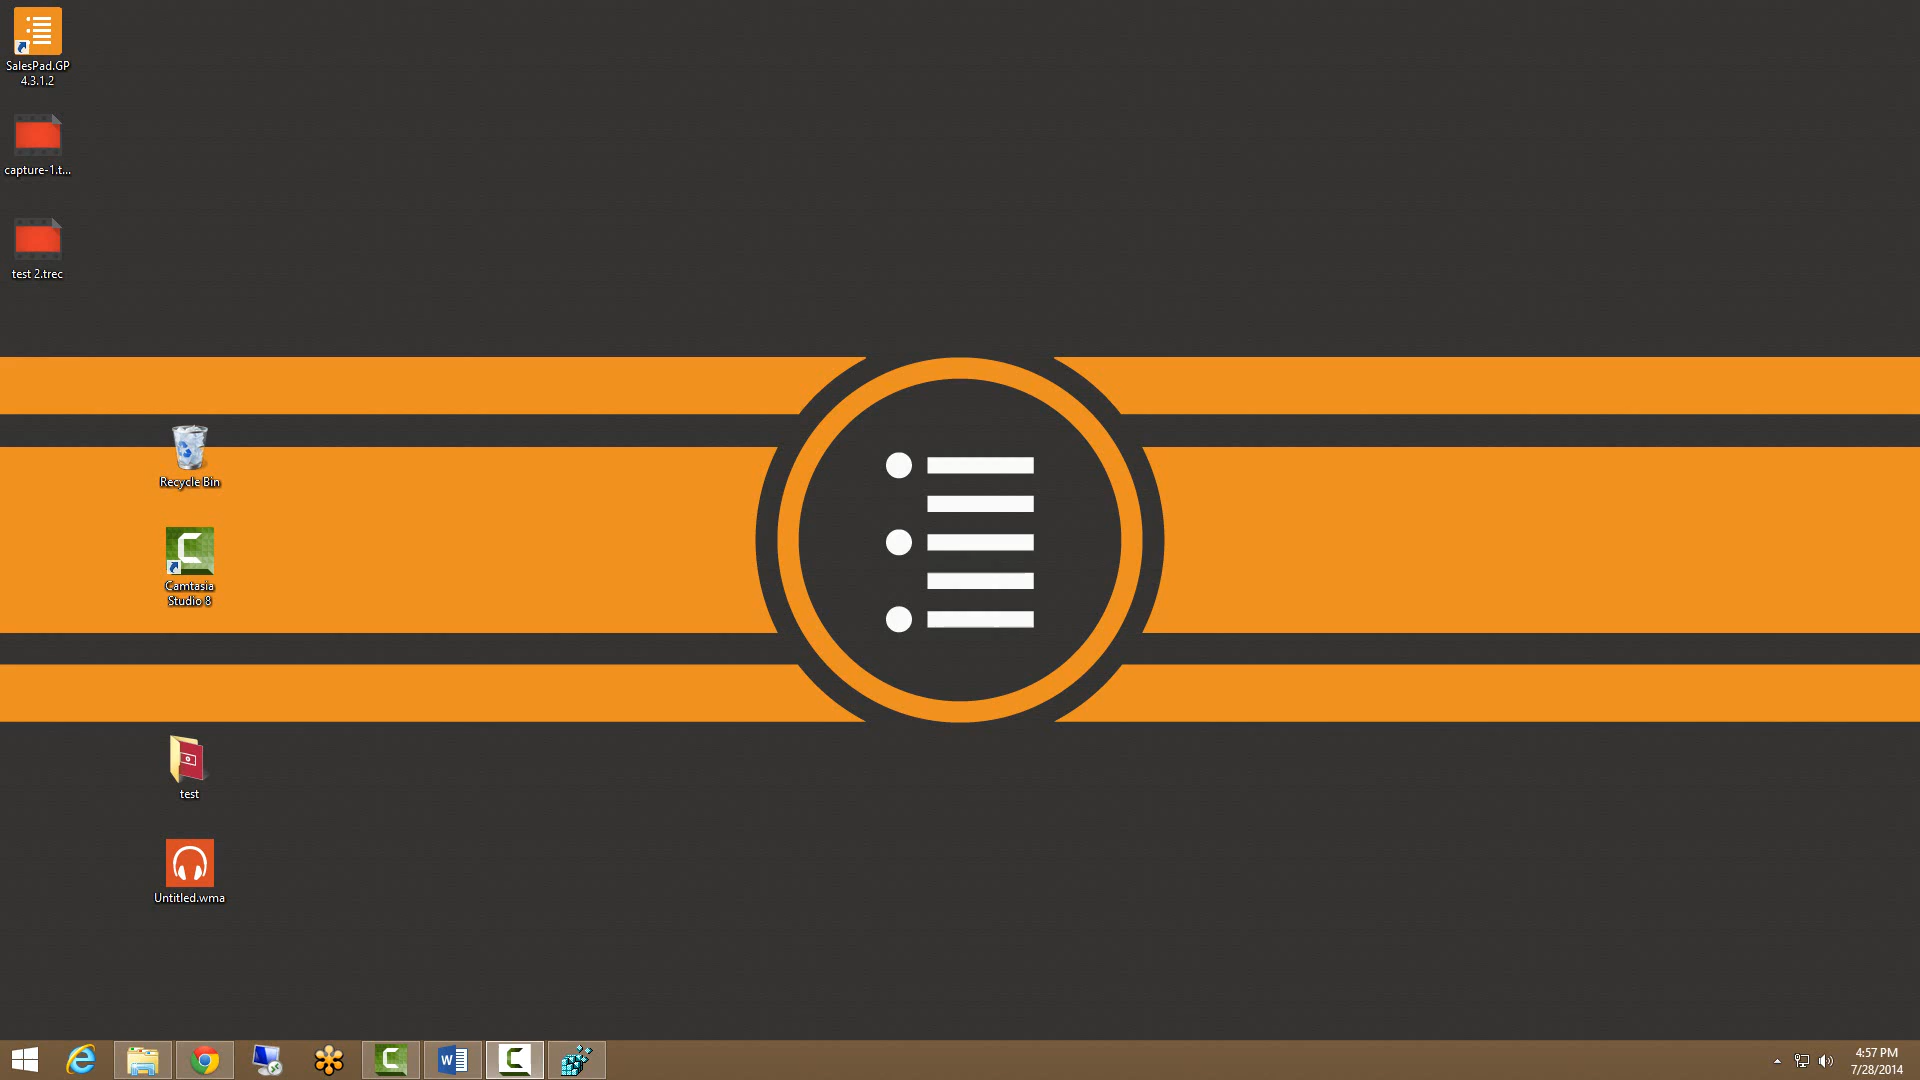 SalesPad.GP
4.3.1.2
capture-1.t...
test 2.trec
Recycle Bin
Camtasia
Studio 8
test
Untitled.wma
4:57 PM
7/28/2014